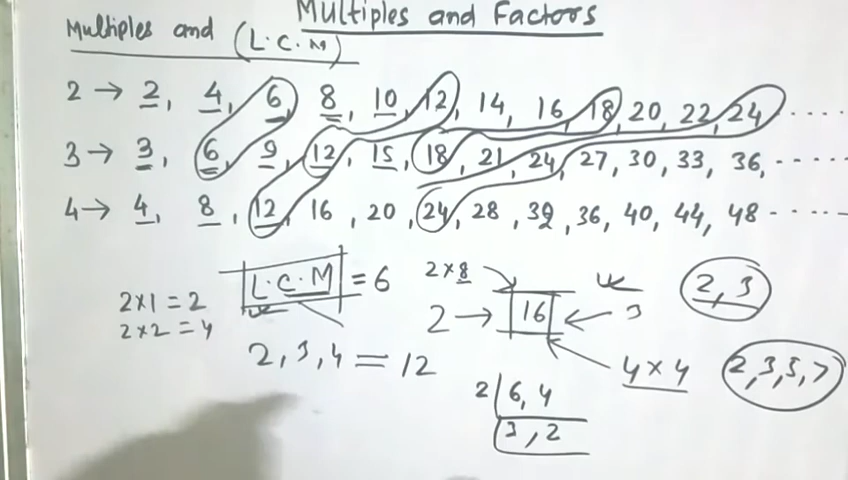 Multiples and Factors
Multiples and (L.C.M)
2 → 2, 4, 6, 8, 10, 12, 14, 16, 18, 20, 22, 24 ....
3 → 3, 6, 9, 12, 15, 18, 21, 24, 27, 30, 33, 36, .....
4 → 4, 8, 12, 16, 20, 24, 28, 32, 36, 40, 44, 48 .....
L.C.M = 6
2×8
2, 3
2×1 = 2
2 → 16 ← 3
2×2 = 4
2, 3, 4 = 12
4 × 4
2, 3, 5, 7
2 6, 4
3, 2